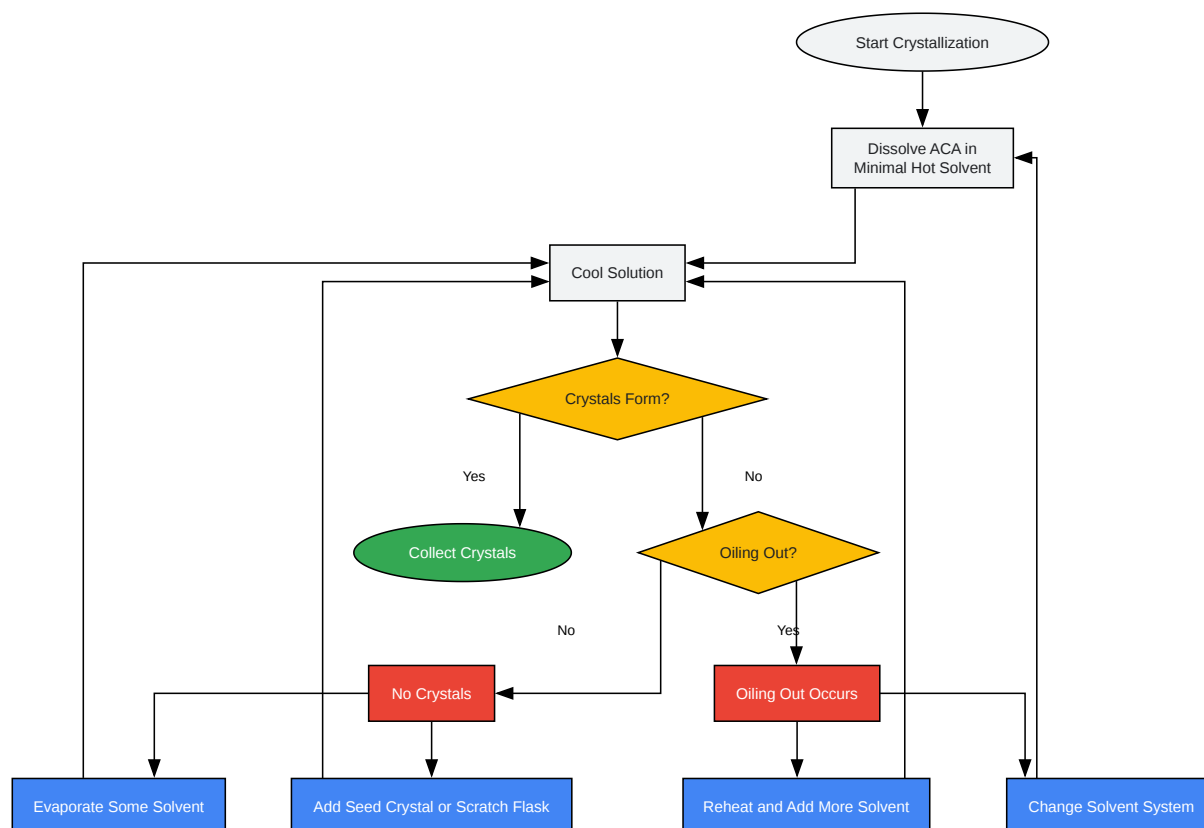 Start Crystallization
Dissolve ACA in
Minimal Hot Solvent
Cool Solution
Crystals Form?
Yes
No
Collect Crystals
Oiling Out?
No
Yes
No Crystals
Oiling Out Occurs
Evaporate Some Solvent
Add Seed Crystal or Scratch Flask
Reheat and Add More Solvent
Change Solvent System